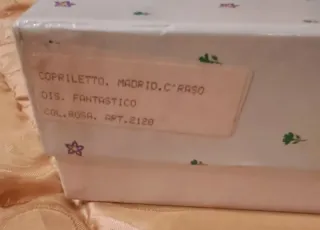 COPRILETTO. MADRID.C°RASO
DIS. FANTASTICO
COL.ROSA. ART.2120